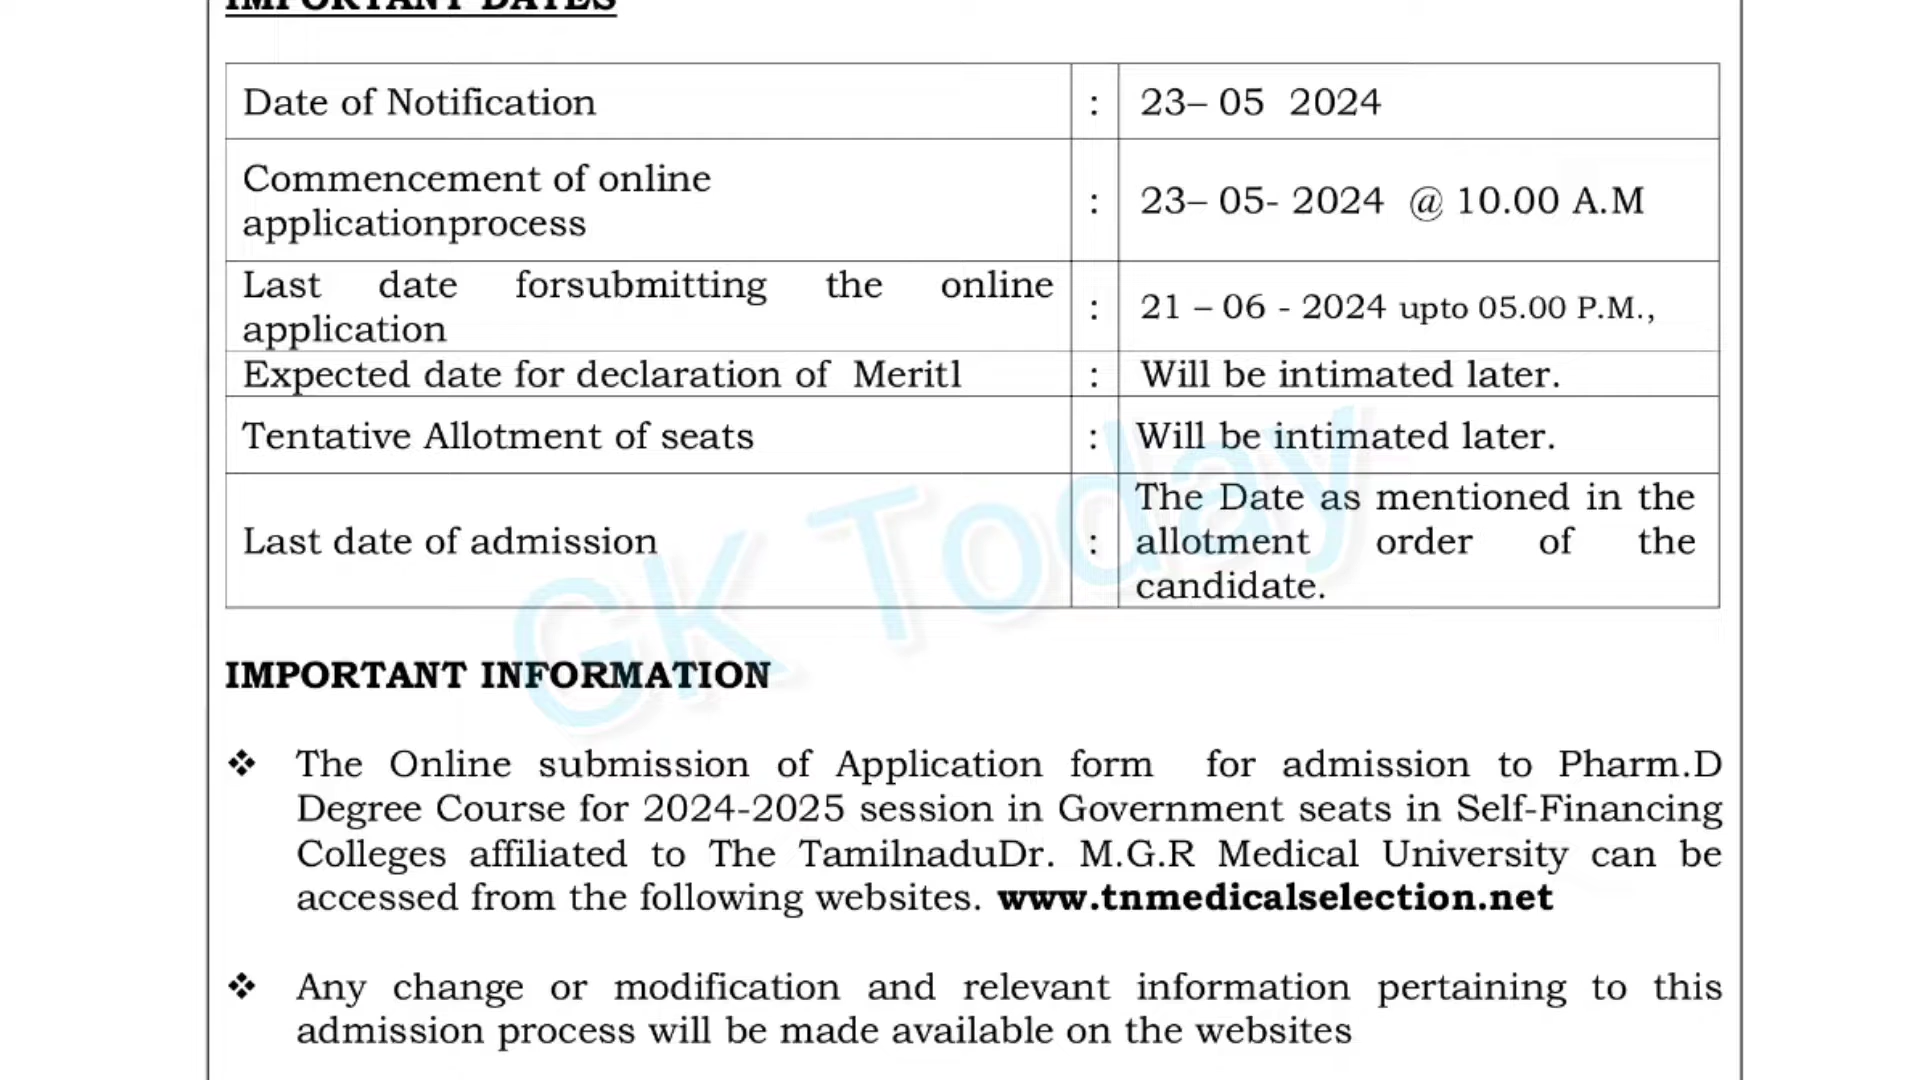 IMPORTANT DATES
Date of Notification : 23– 05 2024
Commencement of online
applicationprocess : 23– 05- 2024 @ 10.00 A.M
Last date forsubmitting the online
application : 21 – 06 - 2024 upto 05.00 P.M.,
Expected date for declaration of Meritl : Will be intimated later.
Tentative Allotment of seats : Will be intimated later.
Last date of admission : The Date as mentioned in the
allotment order of the
candidate.
GK Today
IMPORTANT INFORMATION
❖ The Online submission of Application form for admission to Pharm.D
Degree Course for 2024-2025 session in Government seats in Self-Financing
Colleges affiliated to The TamilnaduDr. M.G.R Medical University can be
accessed from the following websites. www.tnmedicalselection.net
❖ Any change or modification and relevant information pertaining to this
admission process will be made available on the websites